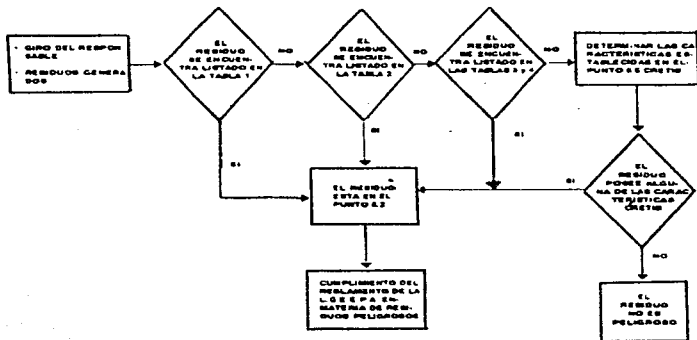 - GIRO DEL RESPON
SABLE
- RESIDUOS GENERA
DOS
EL
RESIDUO
SE ENCUEN
TRA LISTADO EN
LA TABLA 1
NO
EL
RESIDUO
SE ENCUEN
TRA LISTADO EN
LA TABLA 2
NO
EL
RESIDUO
SE ENCUEN
TRA LISTADO EN
LAS TABLAS 3 y 4
NO
DETERMINAR LAS CA
RACTERISTICAS ES-
TABLECIDAS EN EL
PUNTO 5.5 CRETIB
SI
SI
SI
EL RESIDUO
ESTA EN EL
PUNTO 5.2
SI
EL
RESIDUO
POSEE ALGU
NA DE LAS CARAC
TERISTICAS
CRETIB
NO
CUMPLIMIENTO DEL
REGLAMENTO DE LA
L.G.E.E.P.A. EN
MATERIA DE RESI
DUOS PELIGROSOS
EL
RESIDUO
NO ES
PELIGROSO